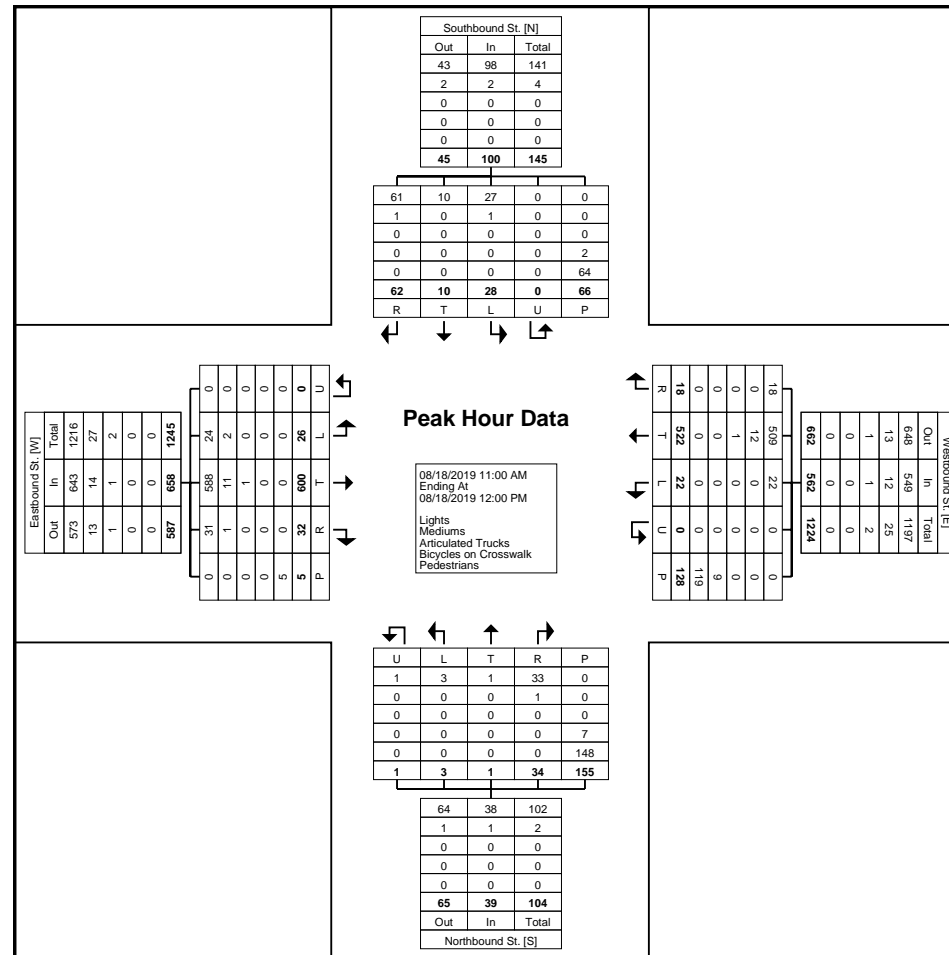 Southbound St. [N]
Out In Total
43 98 141
2 2 4
0 0 0
0 0 0
0 0 0
45 100 145
61 10 27 0 0
1 0 1 0 0
0 0 0 0 0
0 0 0 0 2
0 0 0 0 64
62 10 28 0 66
R T L U P
Eastbound St. [W]
Total 1216 27 2 0 0 1245
In 643 14 1 0 0 658
Out 573 13 1 0 0 587
0 0 0 0 0 0 U
24 2 0 0 0 26 L
588 11 1 0 0 600 T
31 1 0 0 0 32 R
0 0 0 0 5 5 P
Peak Hour Data
08/18/2019 11:00 AM
Ending At
08/18/2019 12:00 PM
Lights
Mediums
Articulated Trucks
Bicycles on Crosswalk
Pedestrians
R 18 0 0 0 0 18
T 522 0 0 1 12 509
L 22 0 0 0 0 22
U 0 0 0 0 0 0
P 128 119 9 0 0 0
Westbound St. [E]
Out 648 13 1 0 0 662
In 549 12 1 0 0 562
Total 1197 25 2 0 0 1224
U L T R P
1 3 1 33 0
0 0 0 1 0
0 0 0 0 0
0 0 0 0 7
0 0 0 0 148
1 3 1 34 155
64 38 102
1 1 2
0 0 0
0 0 0
0 0 0
65 39 104
Out In Total
Northbound St. [S]